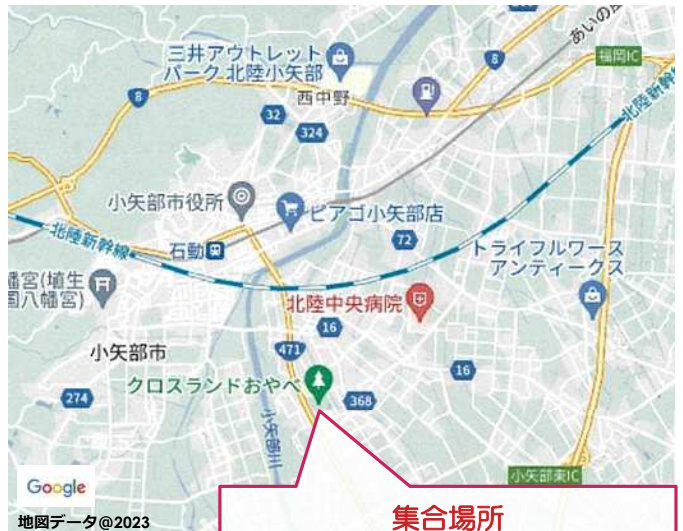 あいの
三井アウトレット
パーク 北陸小矢部
8
福岡IC
西中野
8
32
324
北陸新幹線
小矢部市役所
ピアゴ小矢部店
72
北陸新幹線
石動
トライフルワース
アンティークス
幡宮(埴生
国八幡宮)
北陸中央病院
16
小矢部市
471
16
クロスランドおやべ
274
368
小矢部川
小矢部東IC
Google
地図データ@2023
集合場所